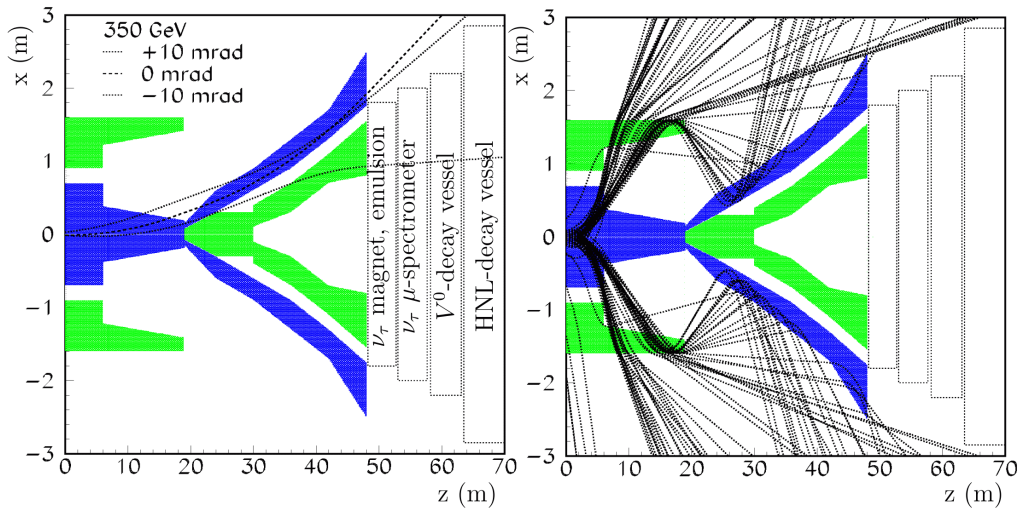 350 GeV
+10 mrad
0 mrad
−10 mrad
x (m)
3
2
1
0
−1
−2
−3
0 10 20 30 40 50 60 70
z (m)
ντ magnet, emulsion
ντ μ-spectrometer
V⁰-decay vessel
HNL-decay vessel
x (m)
3
2
1
0
−1
−2
−3
0 10 20 30 40 50 60 70
z (m)